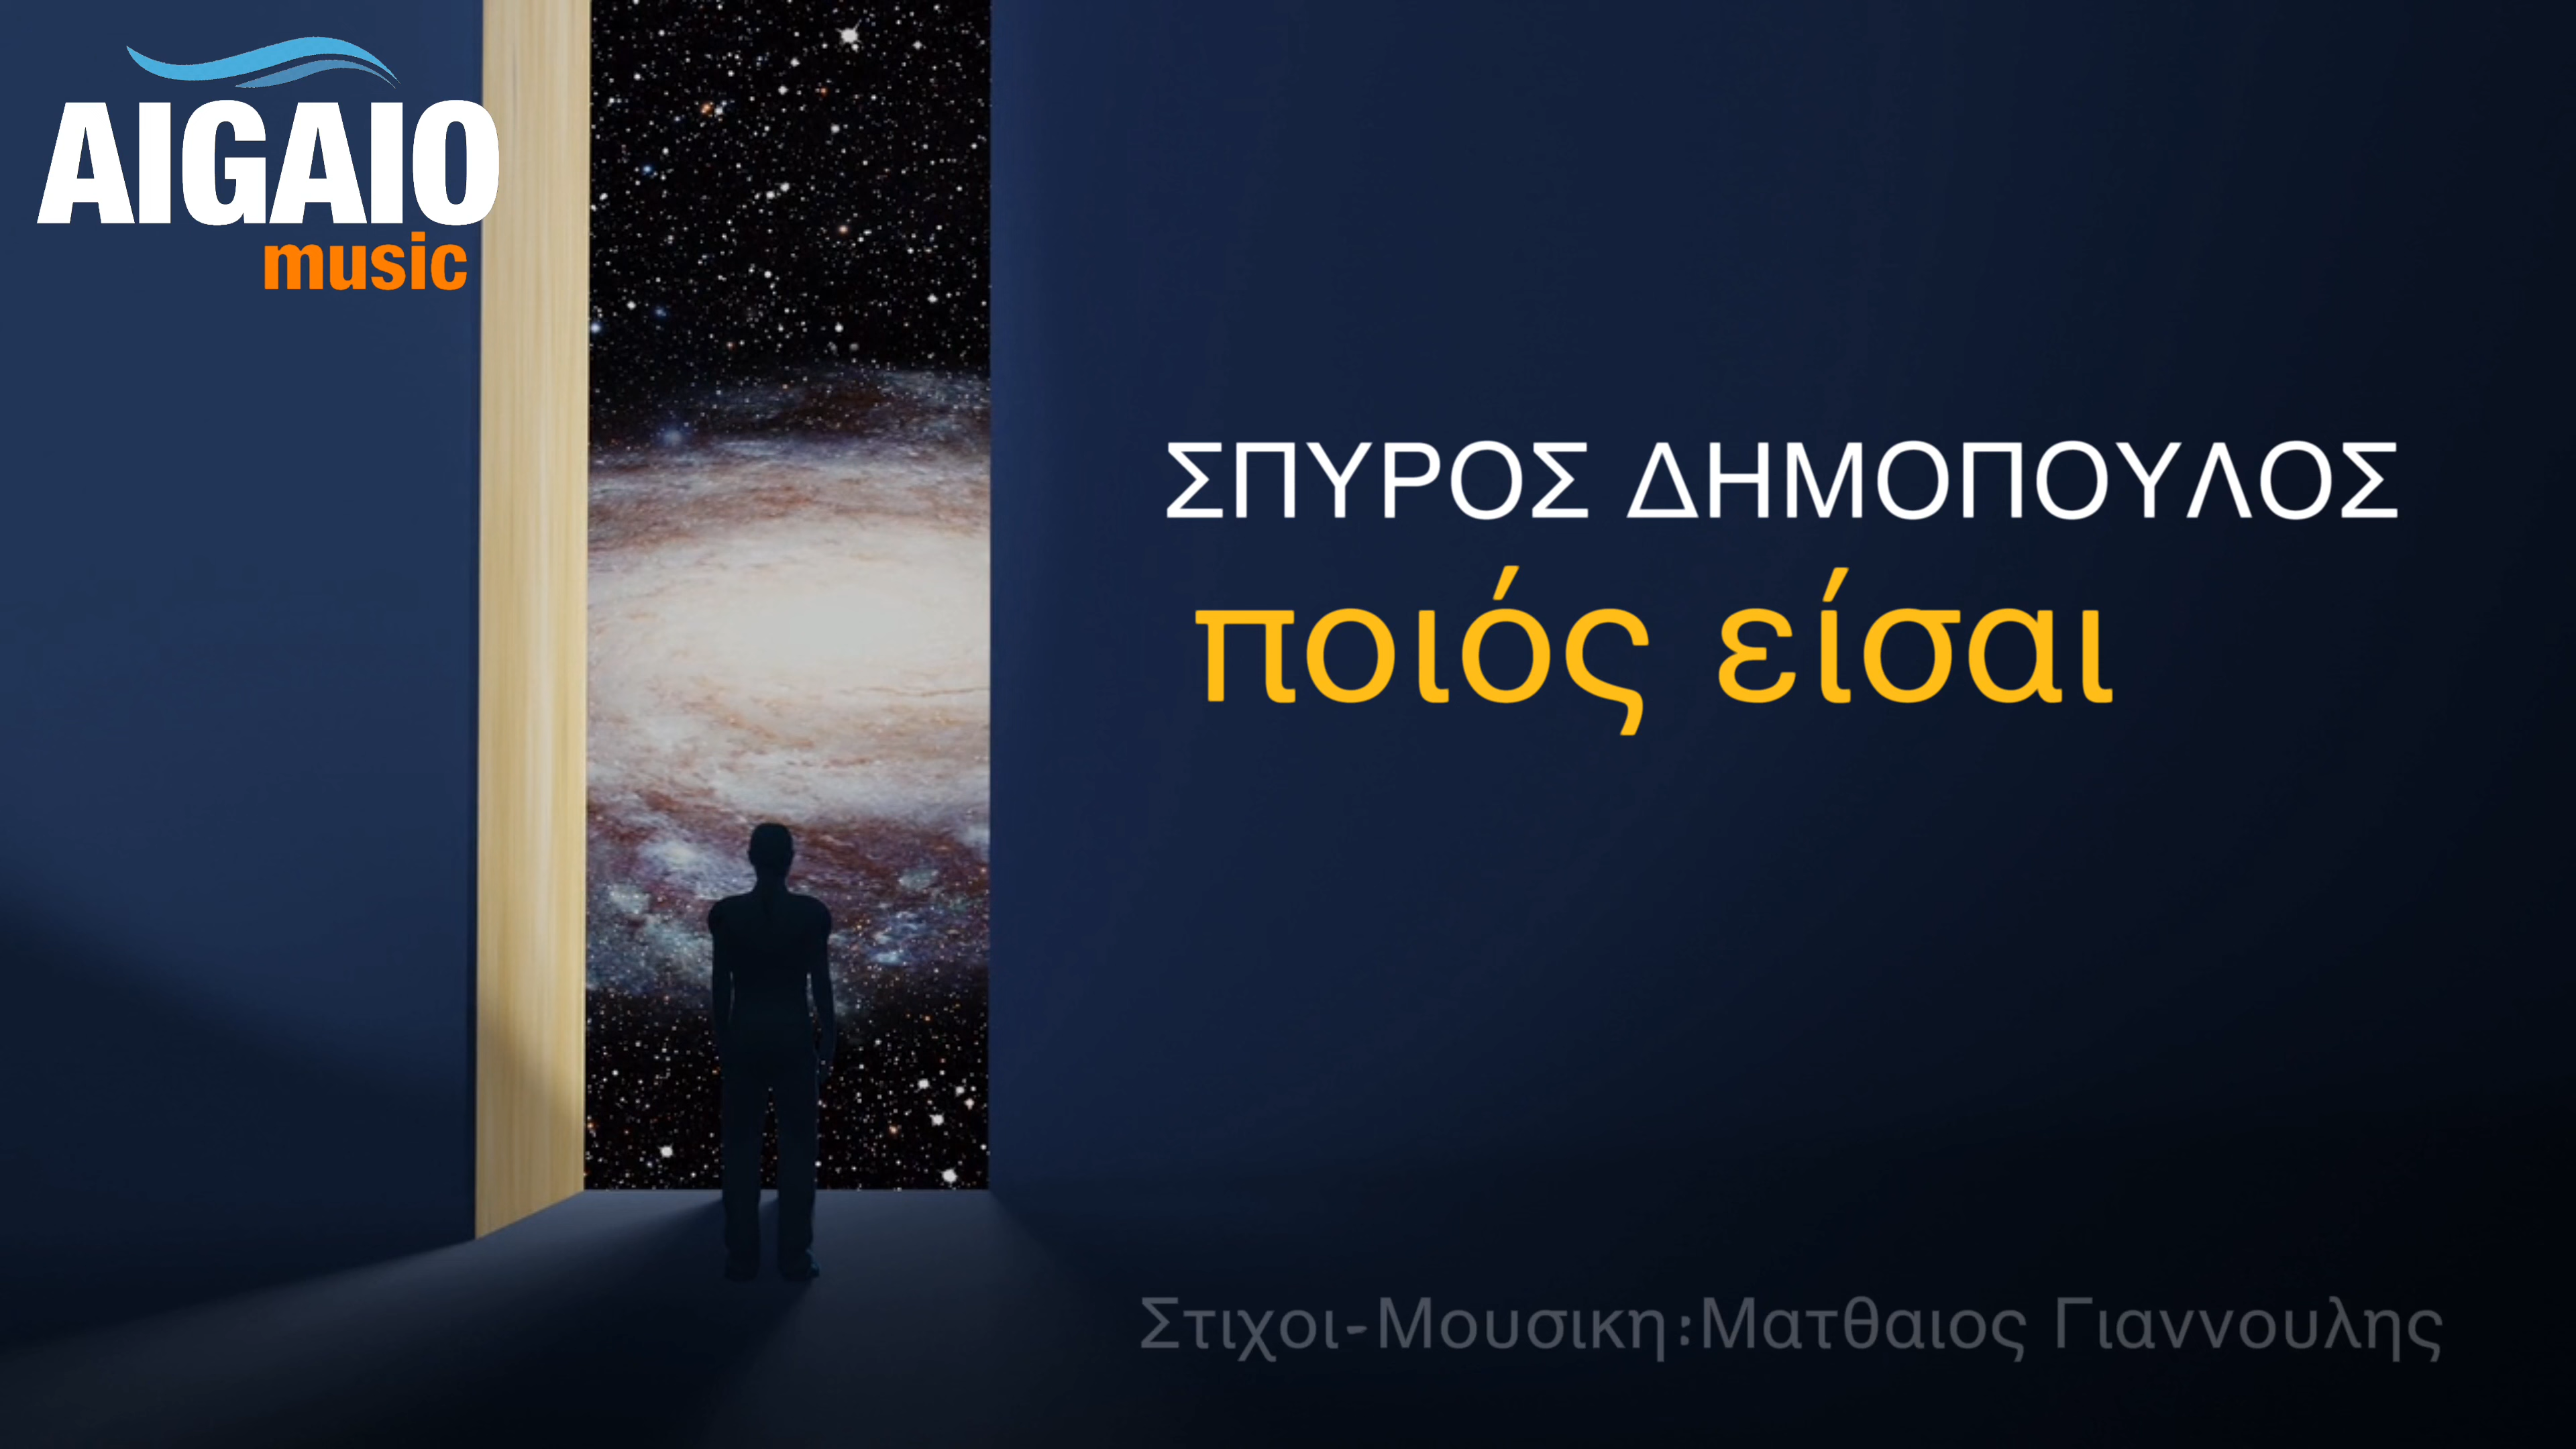 AIGAIO
music
ΣΠΥΡΟΣ ΔΗΜΟΠΟΥΛΟΣ
ποιός είσαι
Στιχοι-Μουσικη:Ματθαιος Γιαννουλης